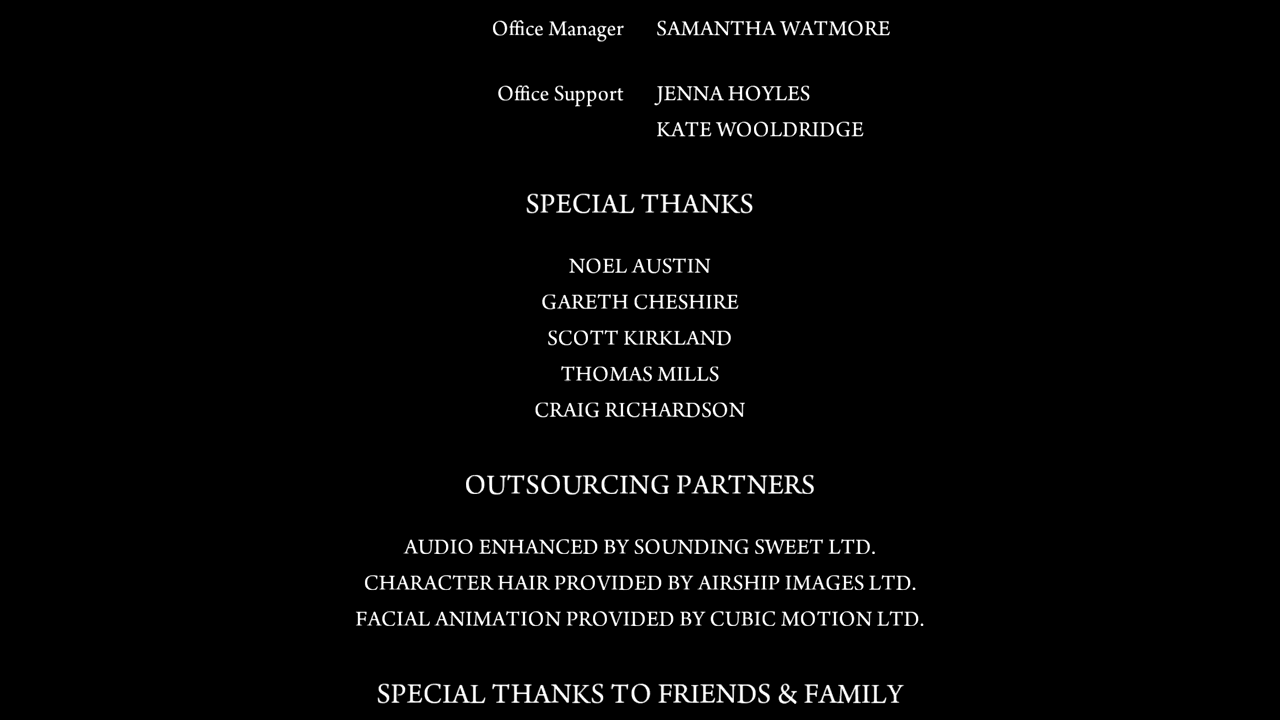 Office Manager SAMANTHA WATMORE
Office Support JENNA HOYLES
KATE WOOLDRIDGE
SPECIAL THANKS
NOEL AUSTIN
GARETH CHESHIRE
SCOTT KIRKLAND
THOMAS MILLS
CRAIG RICHARDSON
OUTSOURCING PARTNERS
AUDIO ENHANCED BY SOUNDING SWEET LTD.
CHARACTER HAIR PROVIDED BY AIRSHIP IMAGES LTD.
FACIAL ANIMATION PROVIDED BY CUBIC MOTION LTD.
SPECIAL THANKS TO FRIENDS & FAMILY